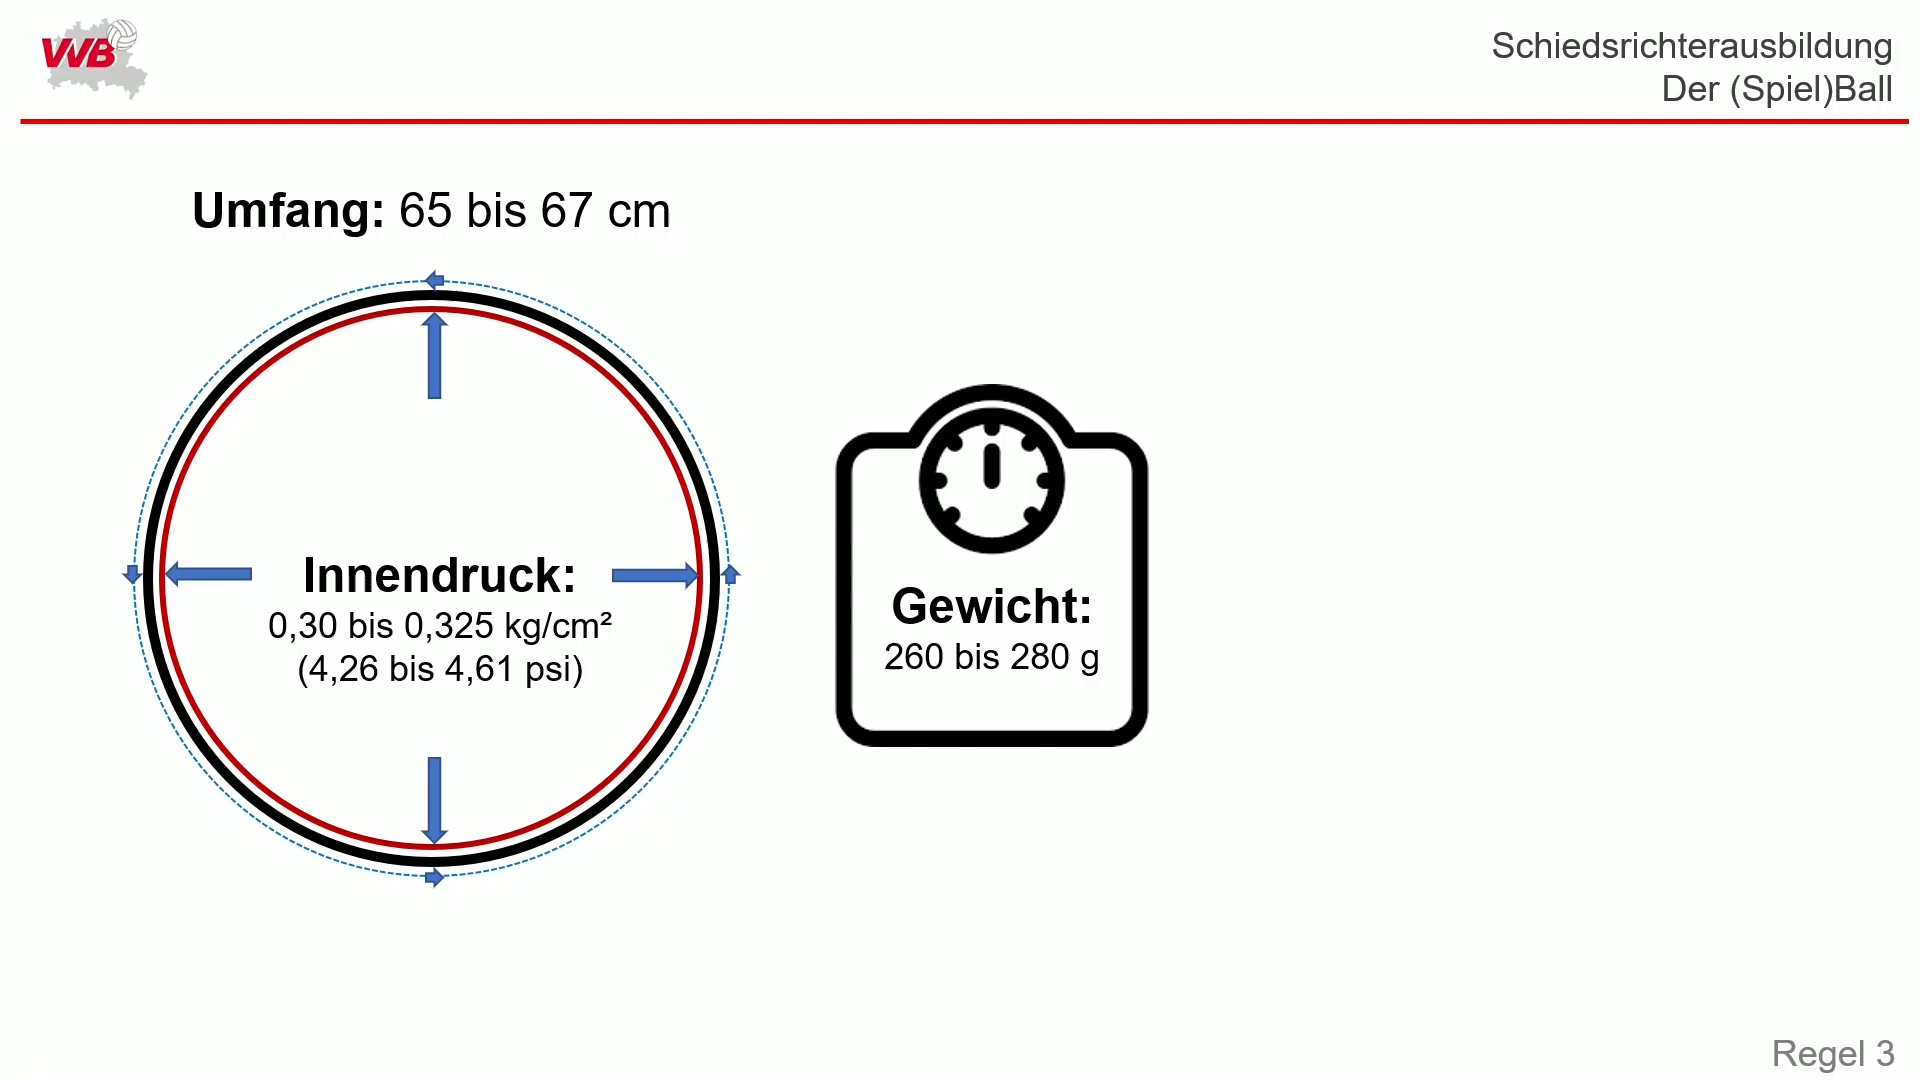 VVB
Schiedsrichterausbildung
Der (Spiel)Ball
Umfang: 65 bis 67 cm
Innendruck:
0,30 bis 0,325 kg/cm²
(4,26 bis 4,61 psi)
Gewicht:
260 bis 280 g
Regel 3